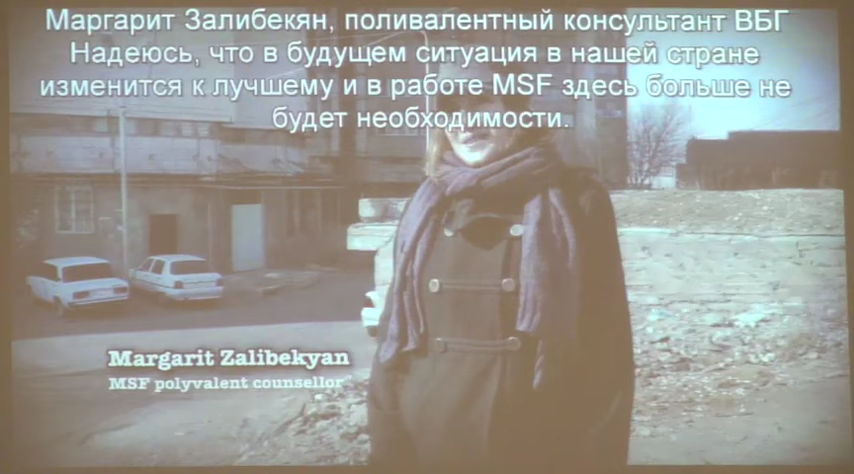 Маргарит Залибекян, поливалентный консультант ВБГ
Надеюсь, что в будущем ситуация в нашей стране
изменится к лучшему и в работе MSF здесь больше не
будет необходимости.
Margarit Zalibekyan
MSF polyvalent counsellor